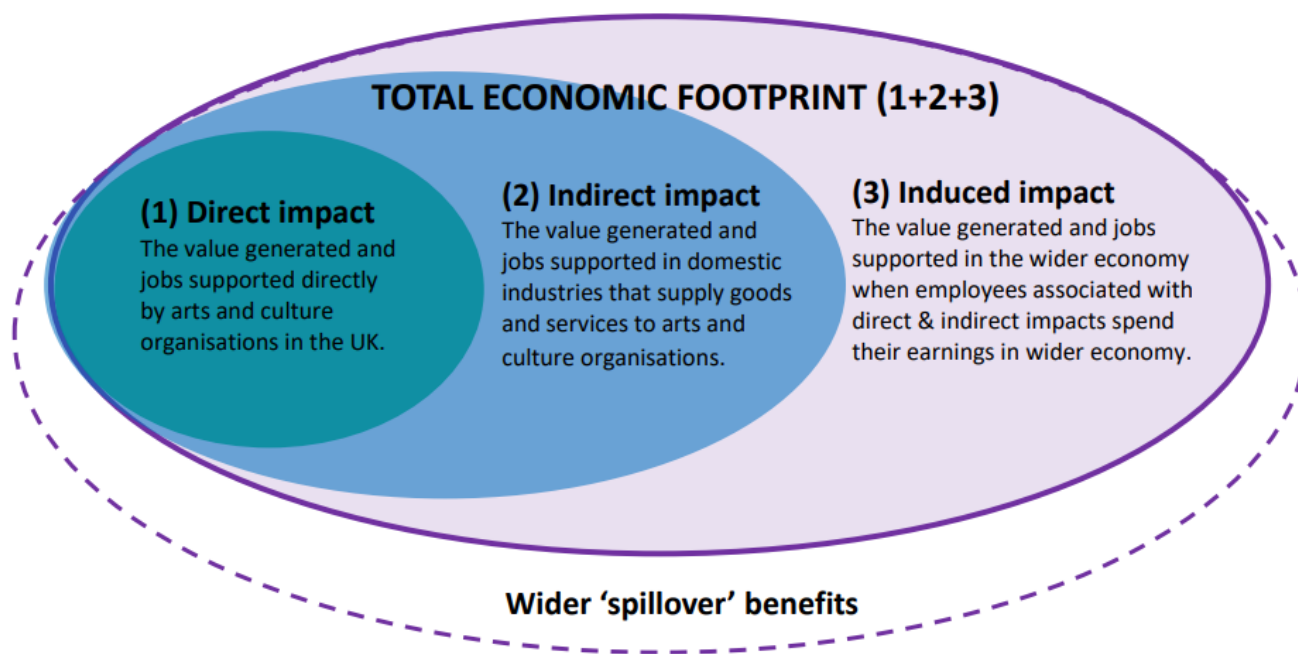 TOTAL ECONOMIC FOOTPRINT (1+2+3)
(1) Direct impact
The value generated and
jobs supported directly
by arts and culture
organisations in the UK.
(2) Indirect impact
The value generated and
jobs supported in domestic
industries that supply goods
and services to arts and
culture organisations.
(3) Induced impact
The value generated and jobs
supported in the wider economy
when employees associated with
direct & indirect impacts spend
their earnings in wider economy.
Wider ‘spillover’ benefits